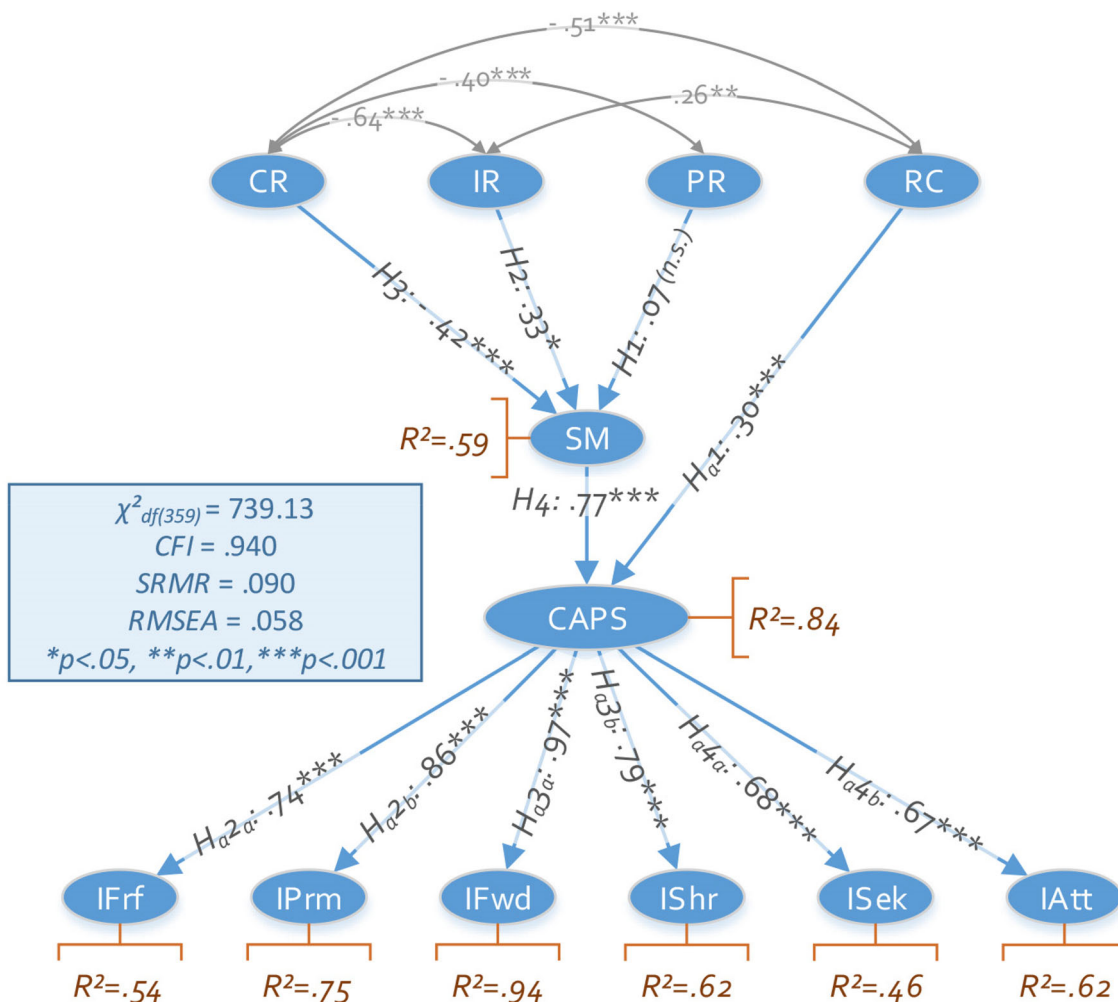 - .51***
- .40***
- .64***
.26**
CR
IR
PR
RC
H3: - .42***
H2: .33*
H1: .07 (n.s.)
Ha1: .30***
R²=.59
SM
H4: .77***
χ² df(359) = 739.13
CFI = .940
SRMR = .090
RMSEA = .058
*p<.05, **p<.01,***p<.001
CAPS
R²=.84
Ha2a: .74***
Ha2b: .86***
Ha3a: .97***
Ha3b: .79***
Ha4a: .68***
Ha4b: .67***
IFrf
IPrm
IFwd
IShr
ISek
IAtt
R²=.54
R²=.75
R²=.94
R²=.62
R²=.46
R²=.62